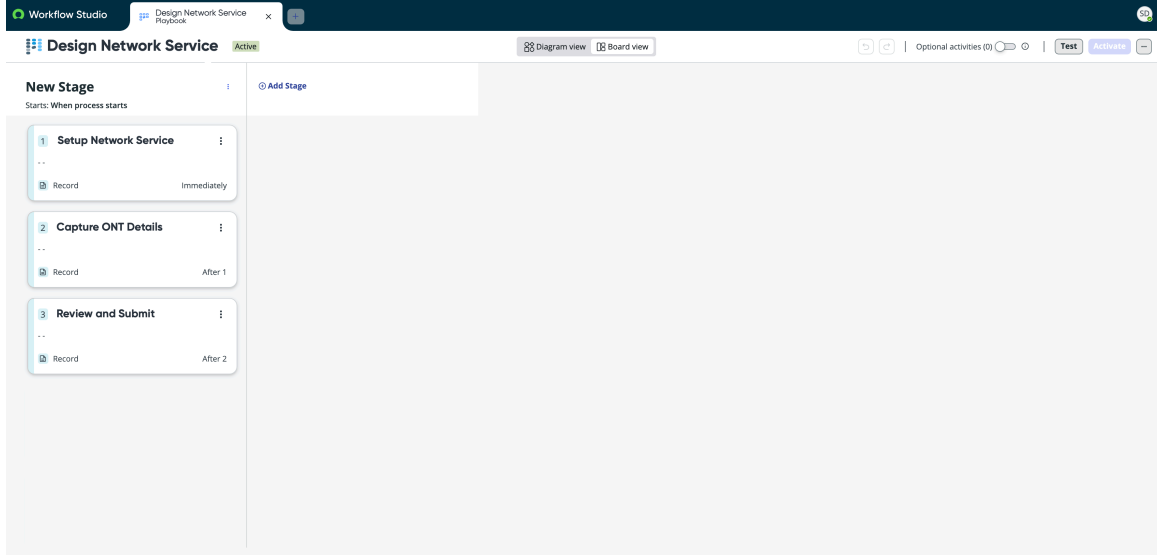 Workflow Studio
Design Network Service
Playbook
SD
Design Network Service
Active
Diagram view
Board view
Optional activities (0)
Test
Activate
New Stage
Starts: When process starts
Add Stage
1 Setup Network Service
--
Record Immediately
2 Capture ONT Details
--
Record After 1
3 Review and Submit
--
Record After 2